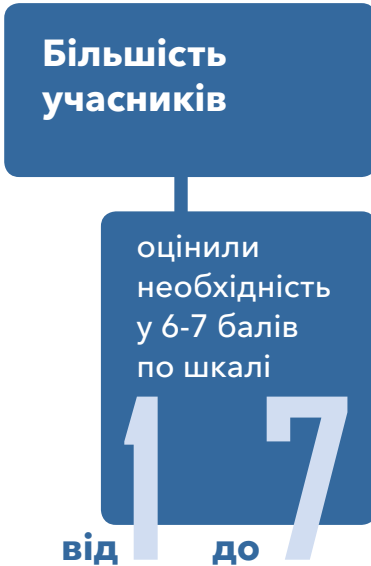 Більшість
учасників
оцінили
необхідність
у 6-7 балів
по шкалі
від 1 до 7